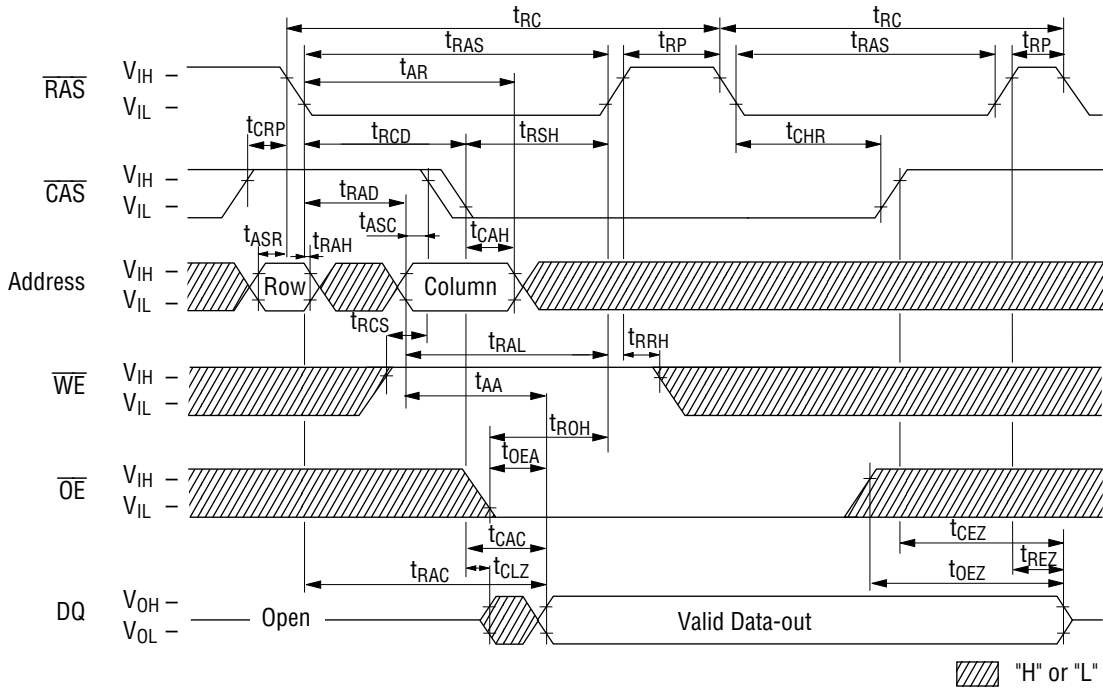 tRC tRC
tRAS tRP tRAS tRP
tAR
RAS VIH – VIL –
tCRP tRCD tRSH tCHR
CAS VIH – VIL –
tRAD
tASC
tASR tRAH tCAH
Address VIH – VIL – Row Column
tRCS tRAL tRRH
WE VIH – VIL –
tAA
tROH
tOEA
OE VIH – VIL –
tCAC tCEZ
tRAC tCLZ tOEZ tREZ
DQ VOH – VOL – Open Valid Data-out
"H" or "L"